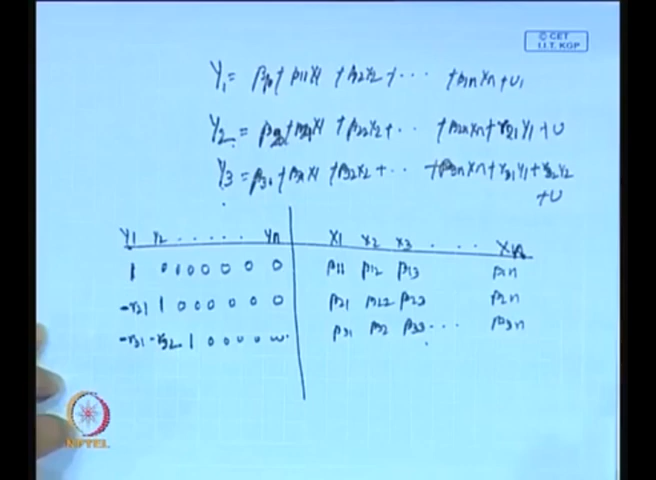 © CET
I.I.T. KGP
Y1 = β10 + β11X1 + β12X2 + ··· + β1nXn + U1
Y2 = β20 + β21X1 + β22X2 + ·· + β2nXn + γ21Y1 + U
Y3 = β30 + β31X1 + β32X2 + ·· + β3nXn + γ31Y1 + γ32Y2
+U
Y1 Y2 ...... Yn X1 X2 X3 .... Xn
1 0 0 0 0 0 0 0 β11 β12 β13 β1n
-γ21 1 0 0 0 0 0 0 β21 β22 β23 β2n
-γ31 -γ32 1 0 0 0 0 β31 β32 β33 ... β3n
NPTEL